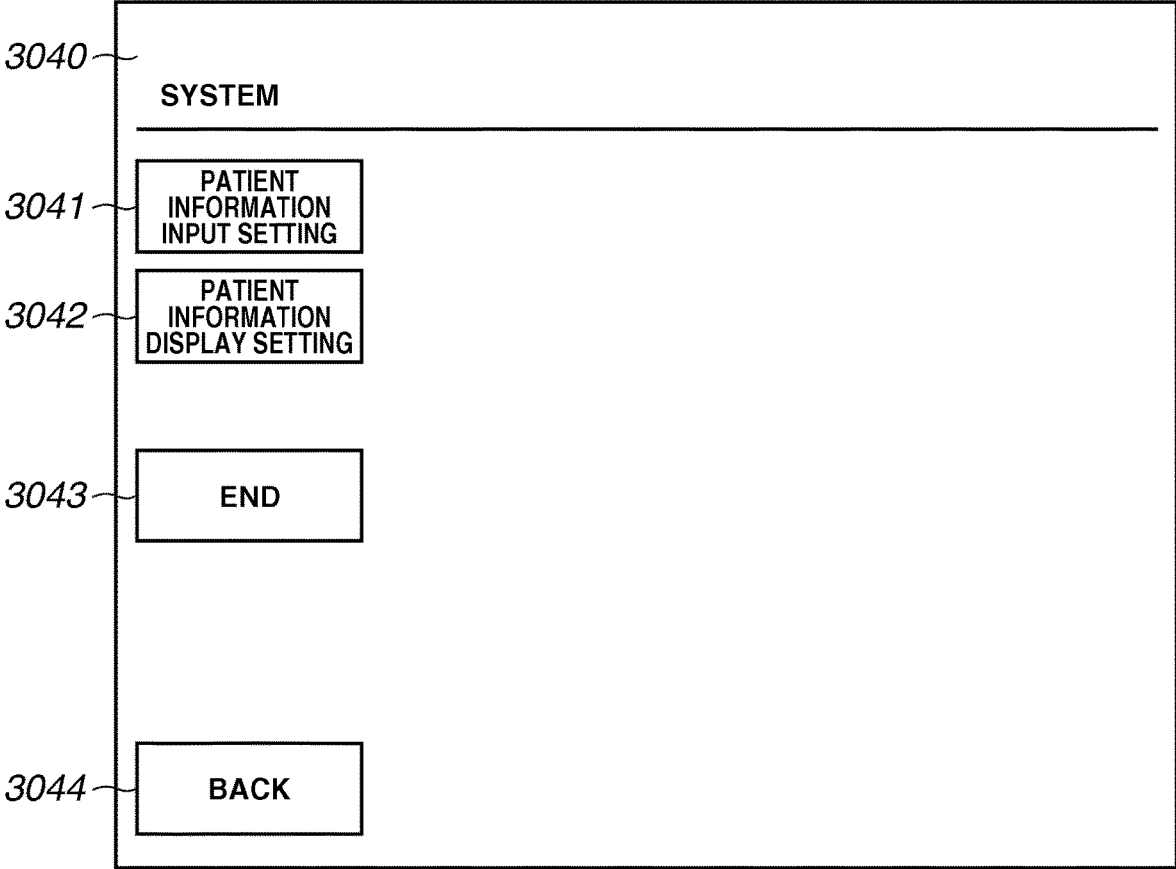 3040
SYSTEM
3041
PATIENT
INFORMATION
INPUT SETTING
3042
PATIENT
INFORMATION
DISPLAY SETTING
3043
END
3044
BACK